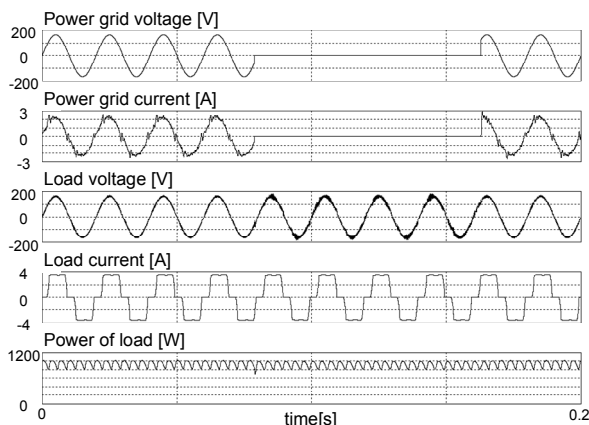 Power grid voltage [V]
200
0
-200
Power grid current [A]
3
0
-3
Load voltage [V]
200
0
-200
Load current [A]
4
0
-4
Power of load [W]
1200
0
0 time[s] 0.2